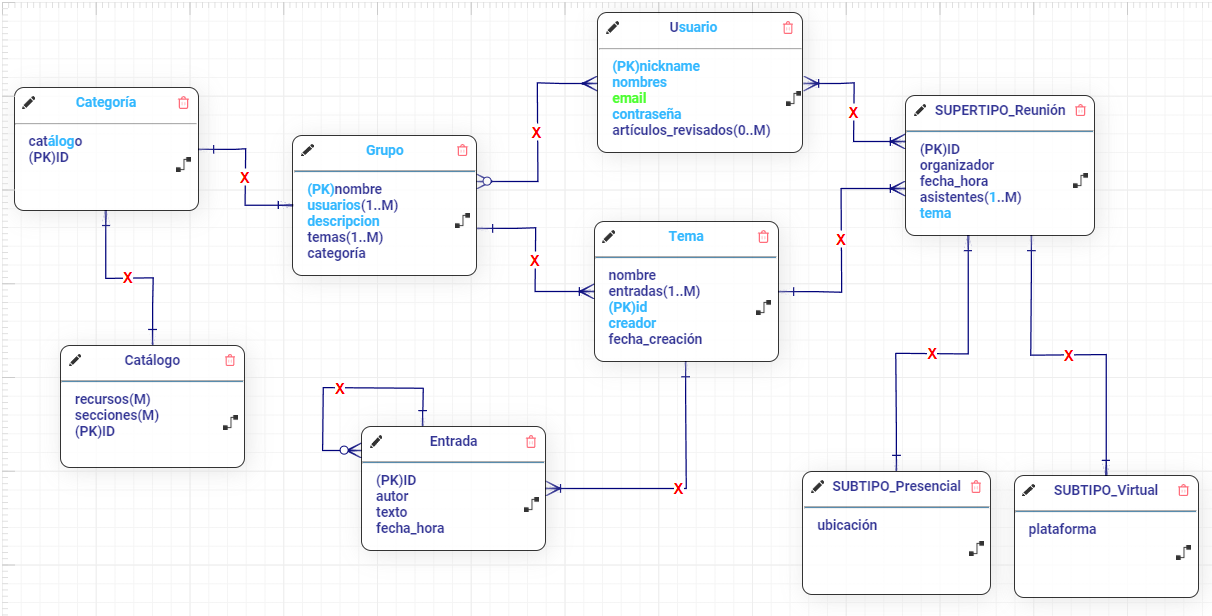 Usuario
(PK)nickname
nombres
email
contraseña
artículos_revisados(0..M)
Categoría
catálogo
(PK)ID
SUPERTIPO_Reunión
(PK)ID
organizador
fecha_hora
asistentes(1..M)
tema
Grupo
(PK)nombre
usuarios(1..M)
descripcion
temas(1..M)
categoría
Tema
nombre
entradas(1..M)
(PK)id
creador
fecha_creación
Catálogo
recursos(M)
secciones(M)
(PK)ID
Entrada
(PK)ID
autor
texto
fecha_hora
SUBTIPO_Presencial
ubicación
SUBTIPO_Virtual
plataforma
X
X
X
X
X
X
X
X
X
X